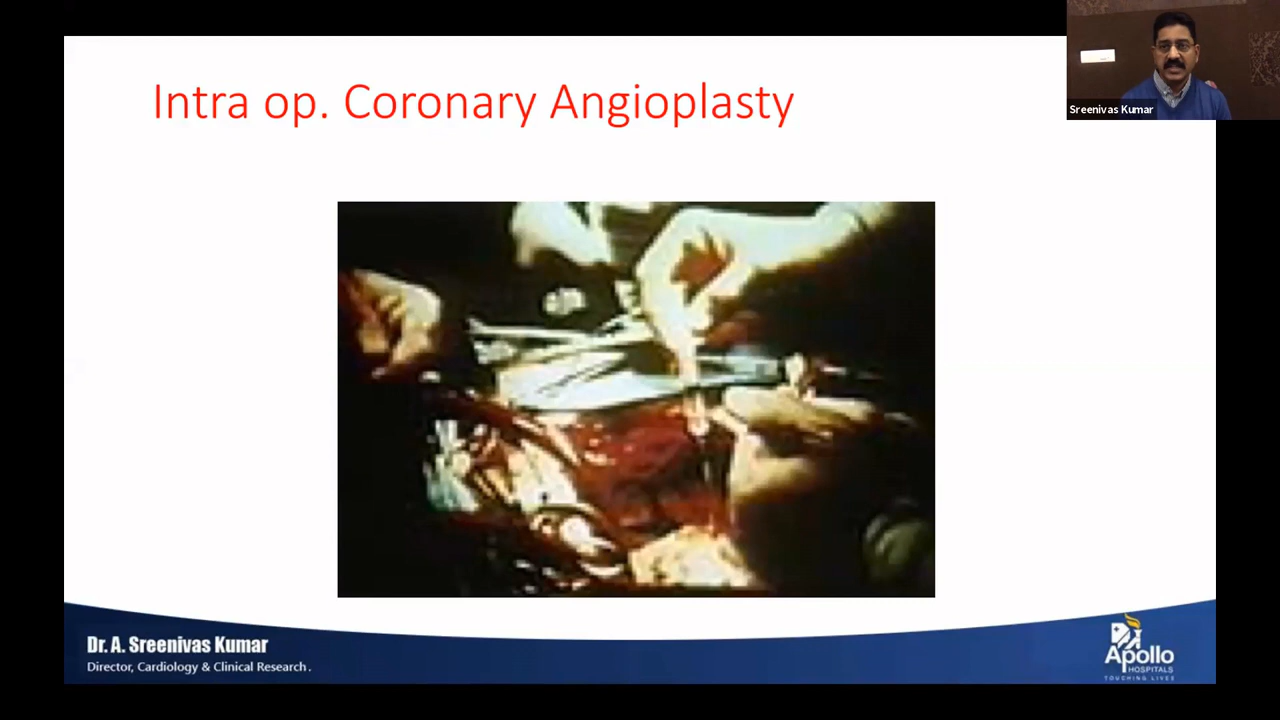 Intra op. Coronary Angioplasty
Sreenivas Kumar
Dr. A. Sreenivas Kumar
Director, Cardiology & Clinical Research .
Apollo
HOSPITALS
TOUCHING LIVES